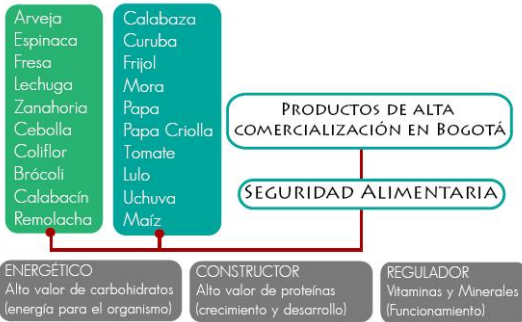 Arveja
Espinaca
Fresa
Lechuga
Zanahoria
Cebolla
Coliflor
Brócoli
Calabacín
Remolacha
Calabaza
Curuba
Frijol
Mora
Papa
Papa Criolla
Tomate
Lulo
Uchuva
Maíz
PRODUCTOS DE ALTA
COMERCIALIZACIÓN EN BOGOTÁ
SEGURIDAD ALIMENTARIA
ENERGÉTICO
Alto valor de carbohidratos
(energía para el organismo)
CONSTRUCTOR
Alto valor de proteínas
(crecimiento y desarrollo)
REGULADOR
Vitaminas y Minerales
(Funcionamiento)